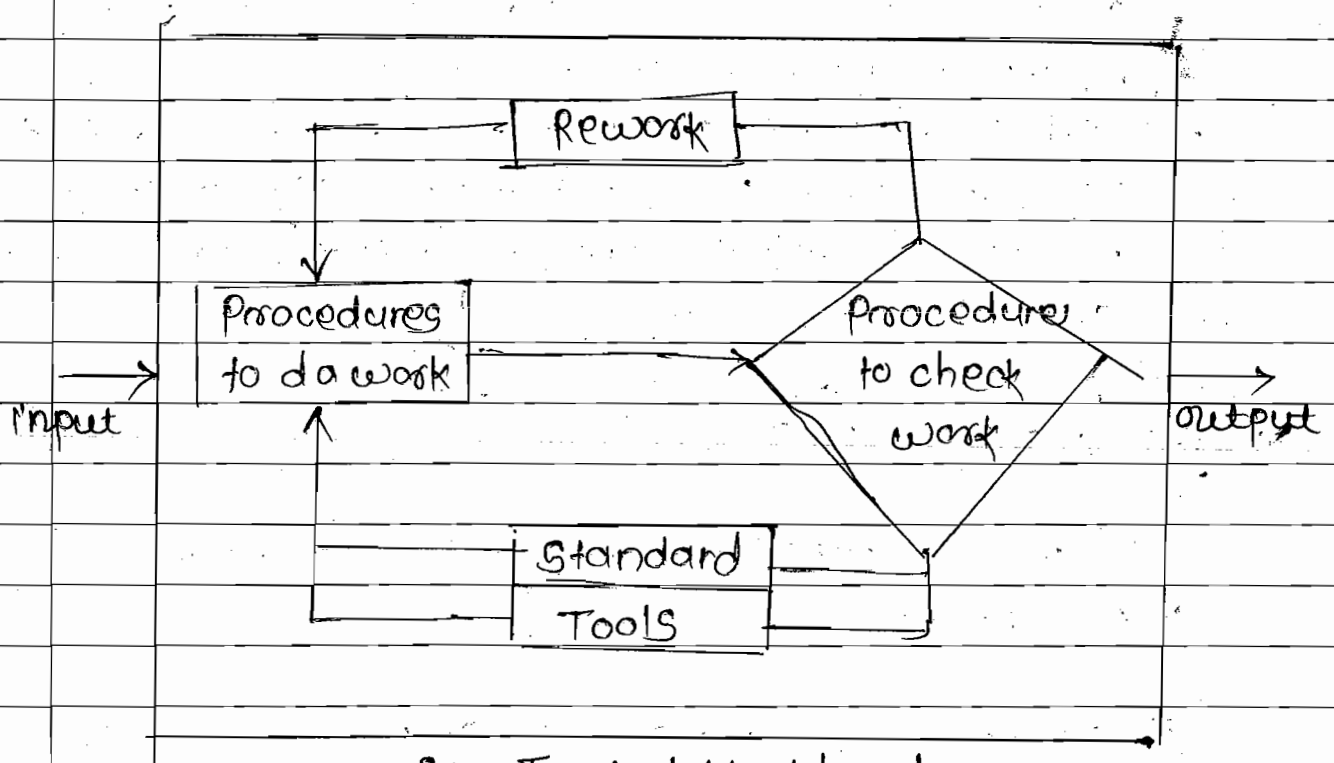 Rework
Procedures
to do work
Procedure
to check
work
input
output
Standard
Tools